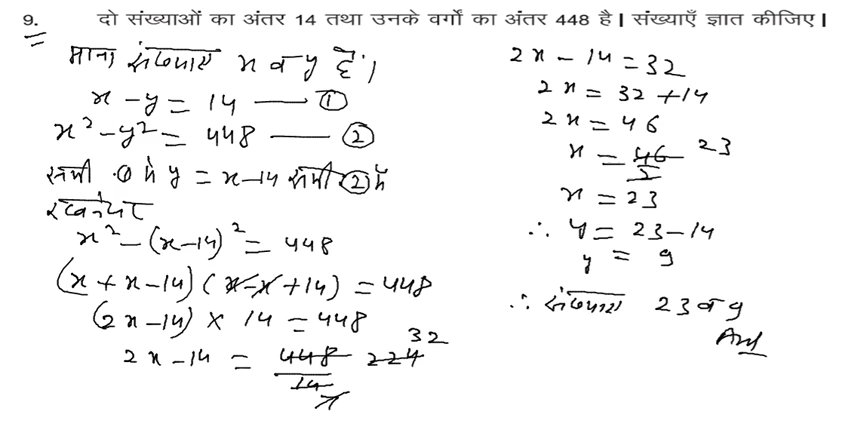 9. दो संख्याओं का अंतर 14 तथा उनके वर्गों का अंतर 448 है। संख्याएँ ज्ञात कीजिए।
माना संख्याएं x व y हैं।
x - y = 14 — ①
x² - y² = 448 — ②
समी ① से y = x - 14 समी ② में
रखनेपर
x² - (x - 14)² = 448
(x + x - 14) (x - x + 14) = 448
(2x - 14) × 14 = 448
2x - 14 = 448/14 224 32
7
2x - 14 = 32
2x = 32 + 14
2x = 46
x = 46/2 23
x = 23
∴ y = 23 - 14
y = 9
∴ संख्याएं 23 व 9
Ans